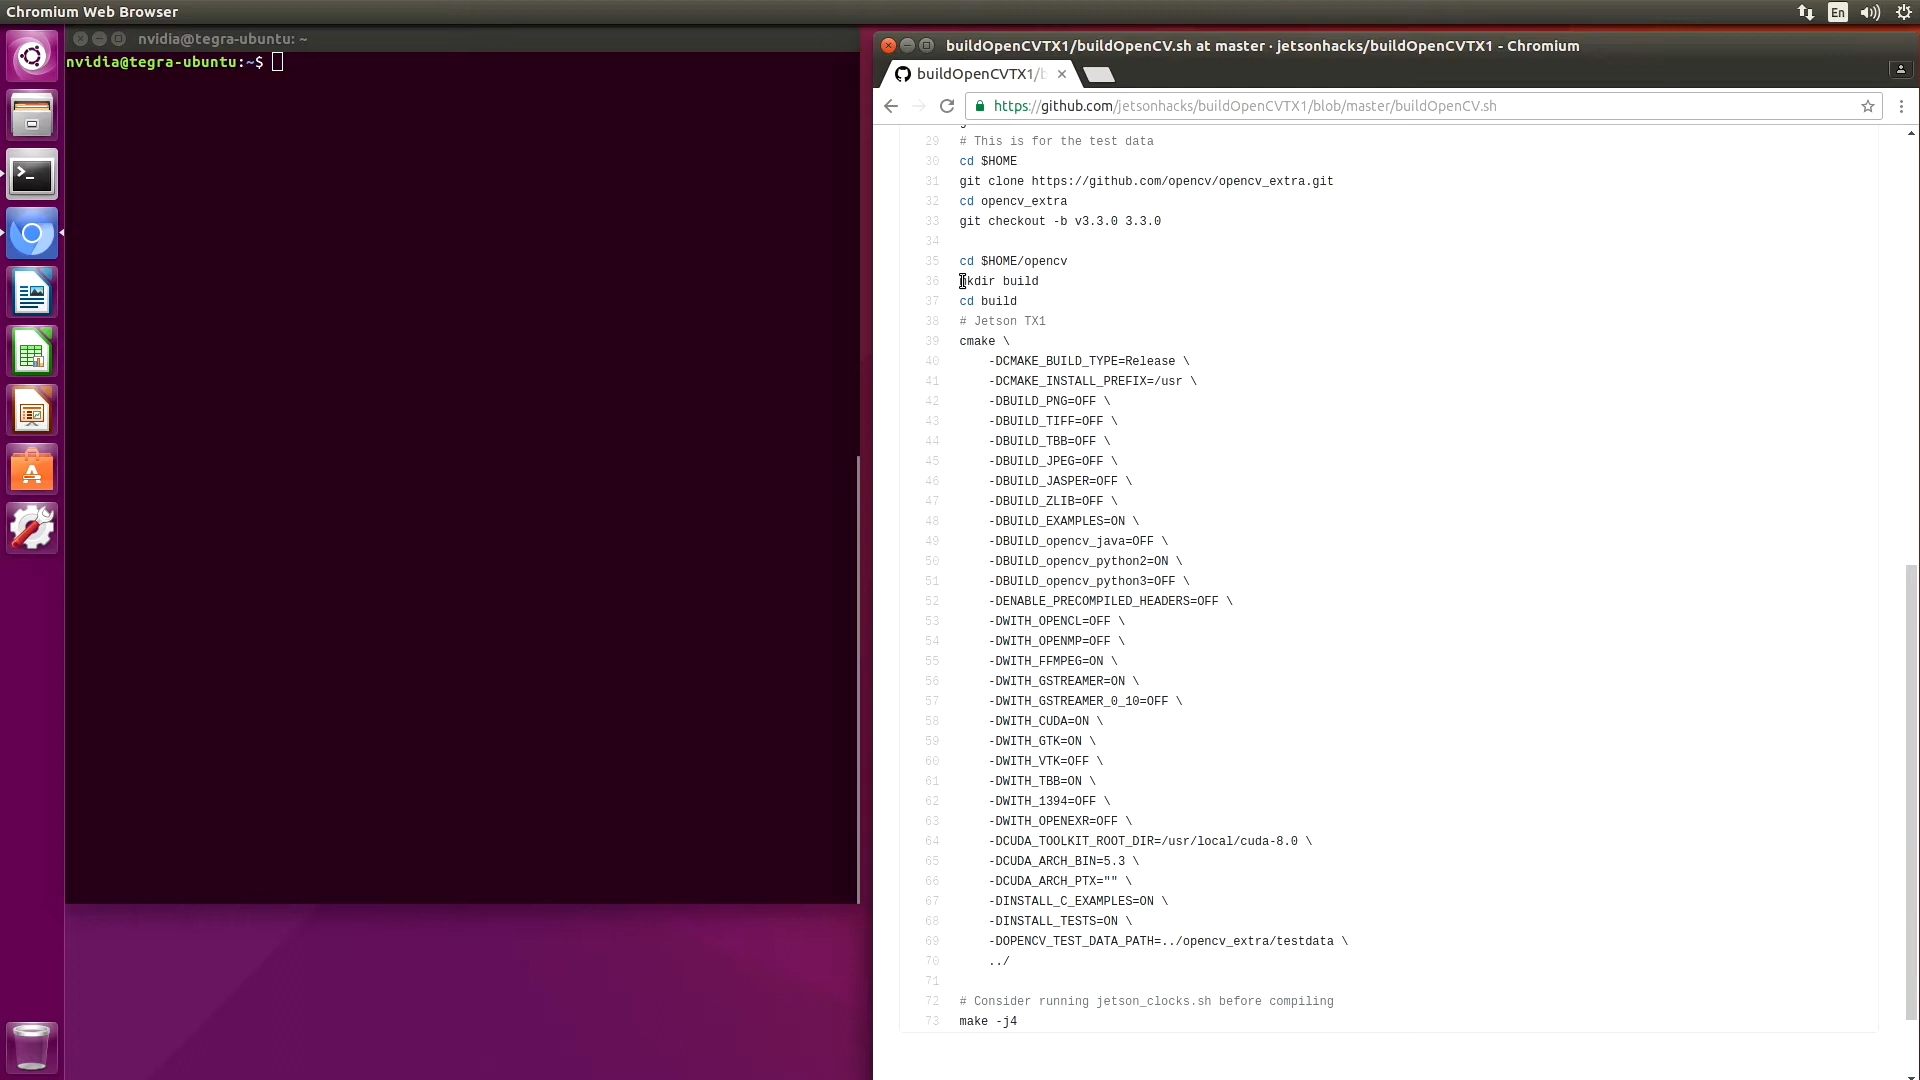 Chromium Web Browser
En
nvidia@tegra-ubuntu: ~
nvidia@tegra-ubuntu:~$
buildOpenCVTX1/buildOpenCV.sh at master · jetsonhacks/buildOpenCVTX1 - Chromium
buildOpenCVTX1/b
https://github.com/jetsonhacks/buildOpenCVTX1/blob/master/buildOpenCV.sh
29 # This is for the test data
30 cd $HOME
31 git clone https://github.com/opencv/opencv_extra.git
32 cd opencv_extra
33 git checkout -b v3.3.0 3.3.0
34
35 cd $HOME/opencv
36 mkdir build
37 cd build
38 # Jetson TX1
39 cmake \
40 -DCMAKE_BUILD_TYPE=Release \
41 -DCMAKE_INSTALL_PREFIX=/usr \
42 -DBUILD_PNG=OFF \
43 -DBUILD_TIFF=OFF \
44 -DBUILD_TBB=OFF \
45 -DBUILD_JPEG=OFF \
46 -DBUILD_JASPER=OFF \
47 -DBUILD_ZLIB=OFF \
48 -DBUILD_EXAMPLES=ON \
49 -DBUILD_opencv_java=OFF \
50 -DBUILD_opencv_python2=ON \
51 -DBUILD_opencv_python3=OFF \
52 -DENABLE_PRECOMPILED_HEADERS=OFF \
53 -DWITH_OPENCL=OFF \
54 -DWITH_OPENMP=OFF \
55 -DWITH_FFMPEG=ON \
56 -DWITH_GSTREAMER=ON \
57 -DWITH_GSTREAMER_0_10=OFF \
58 -DWITH_CUDA=ON \
59 -DWITH_GTK=ON \
60 -DWITH_VTK=OFF \
61 -DWITH_TBB=ON \
62 -DWITH_1394=OFF \
63 -DWITH_OPENEXR=OFF \
64 -DCUDA_TOOLKIT_ROOT_DIR=/usr/local/cuda-8.0 \
65 -DCUDA_ARCH_BIN=5.3 \
66 -DCUDA_ARCH_PTX="" \
67 -DINSTALL_C_EXAMPLES=ON \
68 -DINSTALL_TESTS=ON \
69 -DOPENCV_TEST_DATA_PATH=../opencv_extra/testdata \
70 ../
71
72 # Consider running jetson_clocks.sh before compiling
73 make -j4